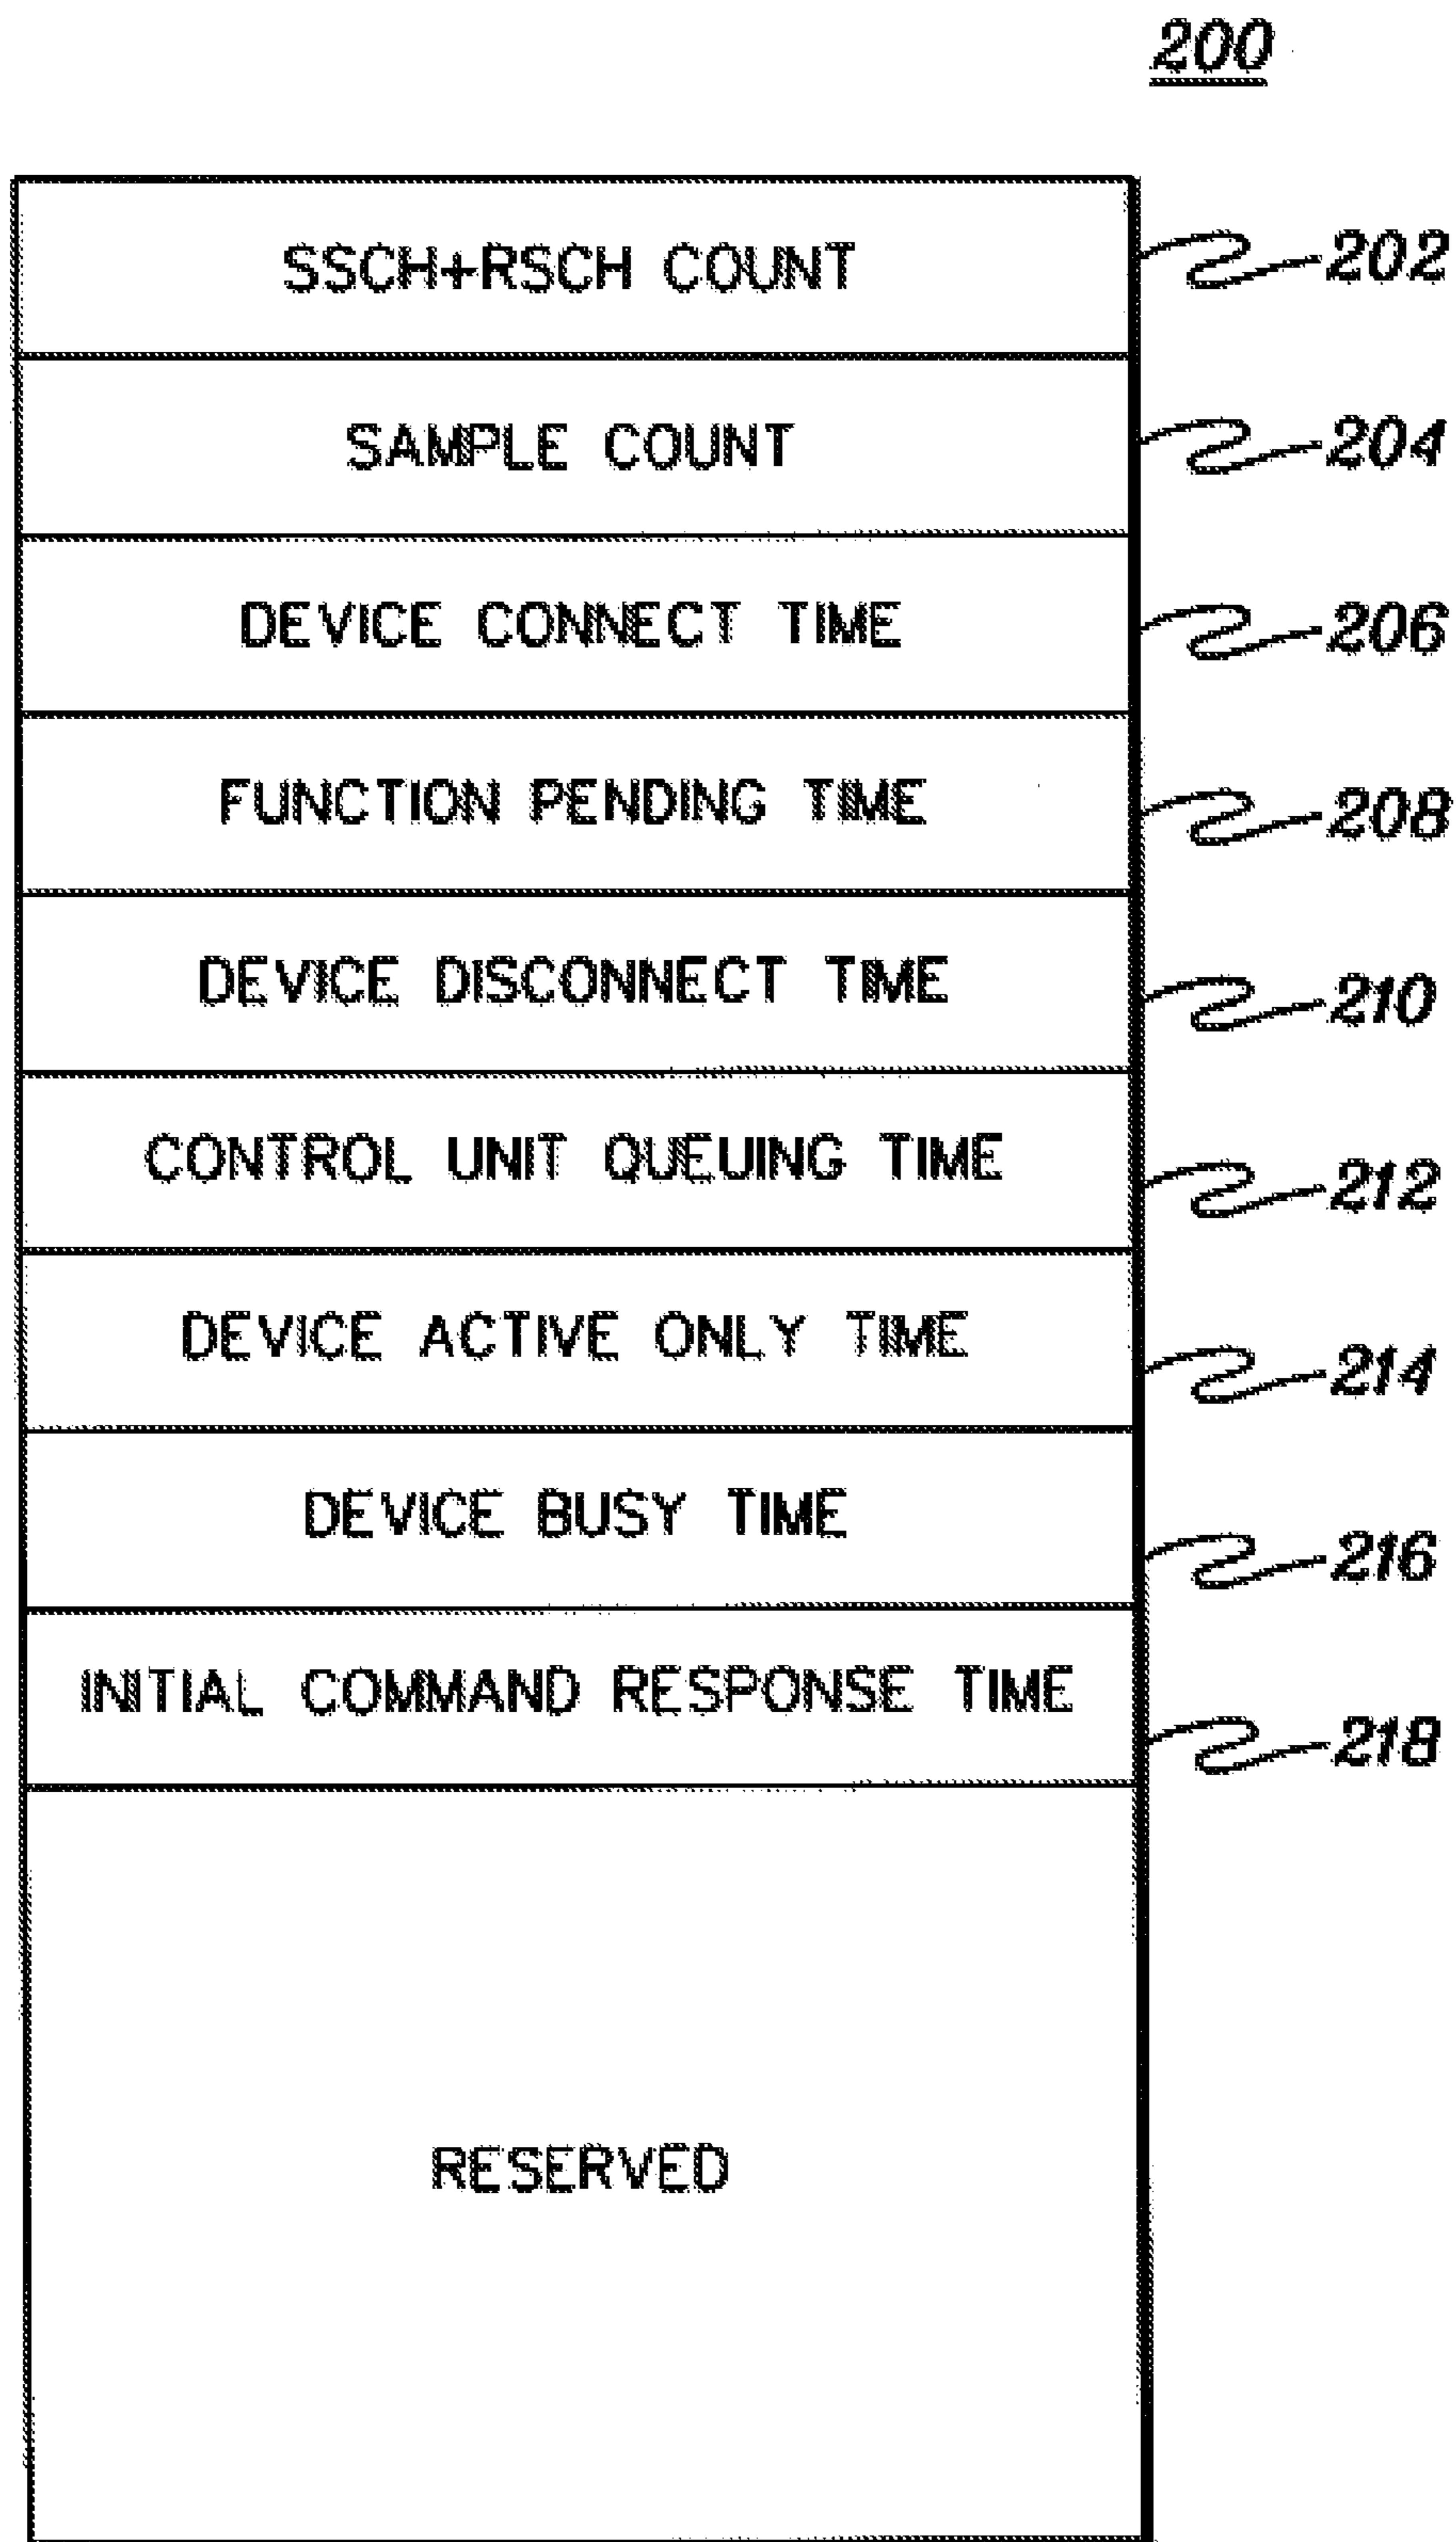 200
SSCH+RSCH COUNT 202
SAMPLE COUNT 204
DEVICE CONNECT TIME 206
FUNCTION PENDING TIME 208
DEVICE DISCONNECT TIME 210
CONTROL UNIT QUEUING TIME 212
DEVICE ACTIVE ONLY TIME 214
DEVICE BUSY TIME 216
INITIAL COMMAND RESPONSE TIME 218
RESERVED